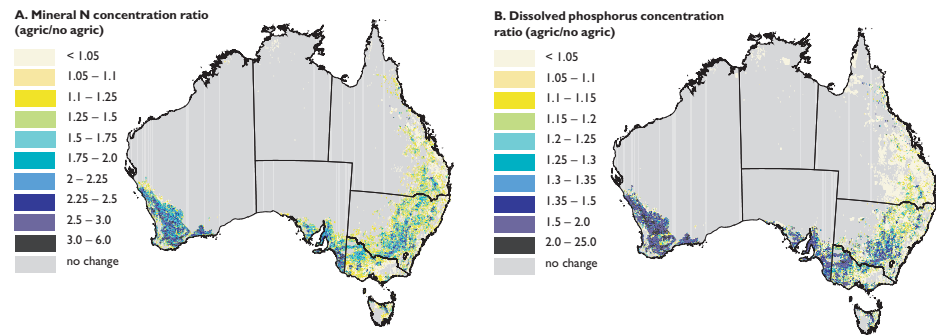 A. Mineral N concentration ratio
(agric/no agric)
< 1.05
1.05 – 1.1
1.1 – 1.25
1.25 – 1.5
1.5 – 1.75
1.75 – 2.0
2 – 2.25
2.25 – 2.5
2.5 – 3.0
3.0 – 6.0
no change
B. Dissolved phosphorus concentration
ratio (agric/no agric)
< 1.05
1.05 – 1.1
1.1 – 1.15
1.15 – 1.2
1.2 – 1.25
1.25 – 1.3
1.3 – 1.35
1.35 – 1.5
1.5 – 2.0
2.0 – 25.0
no change